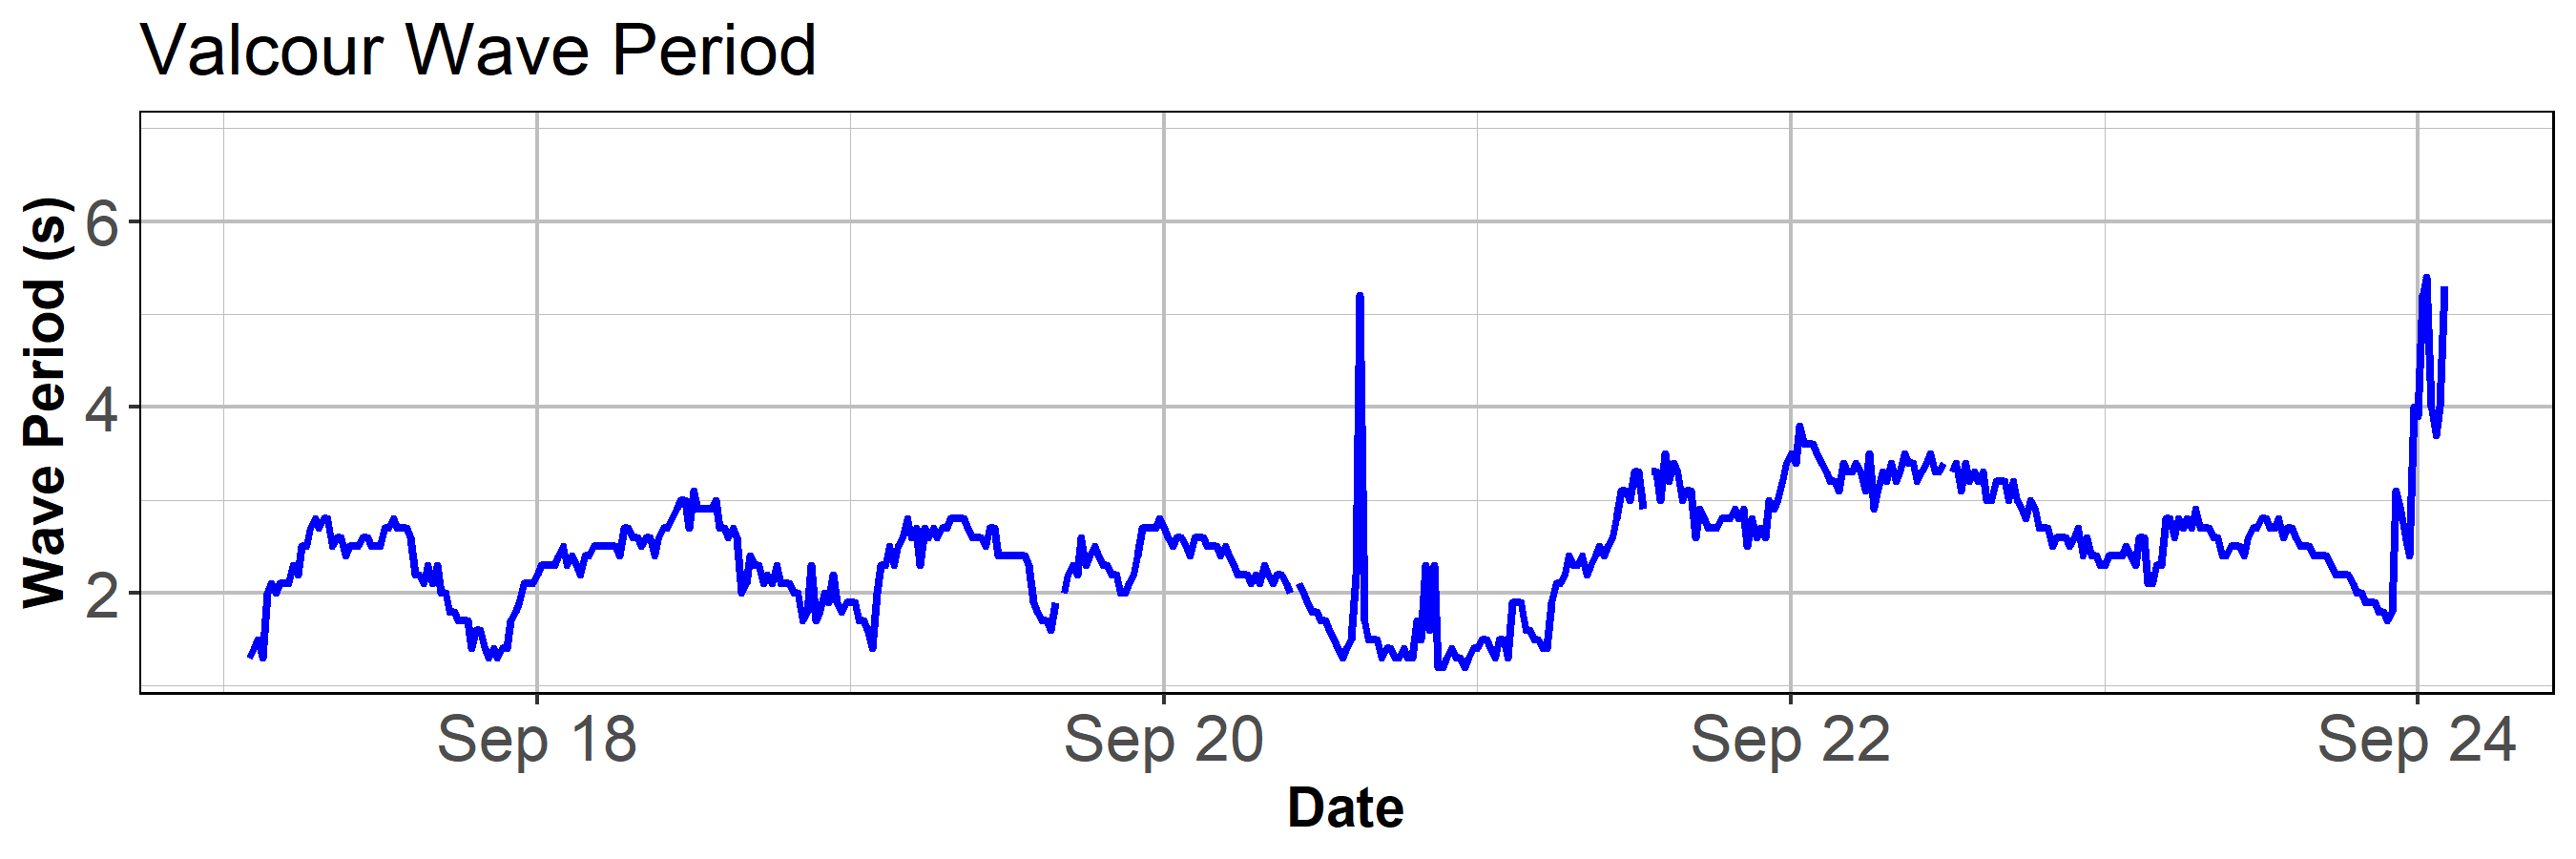 Valcour Wave Period
Wave Period (s)
6
4
2
Sep 18
Sep 20
Sep 22
Sep 24
Date